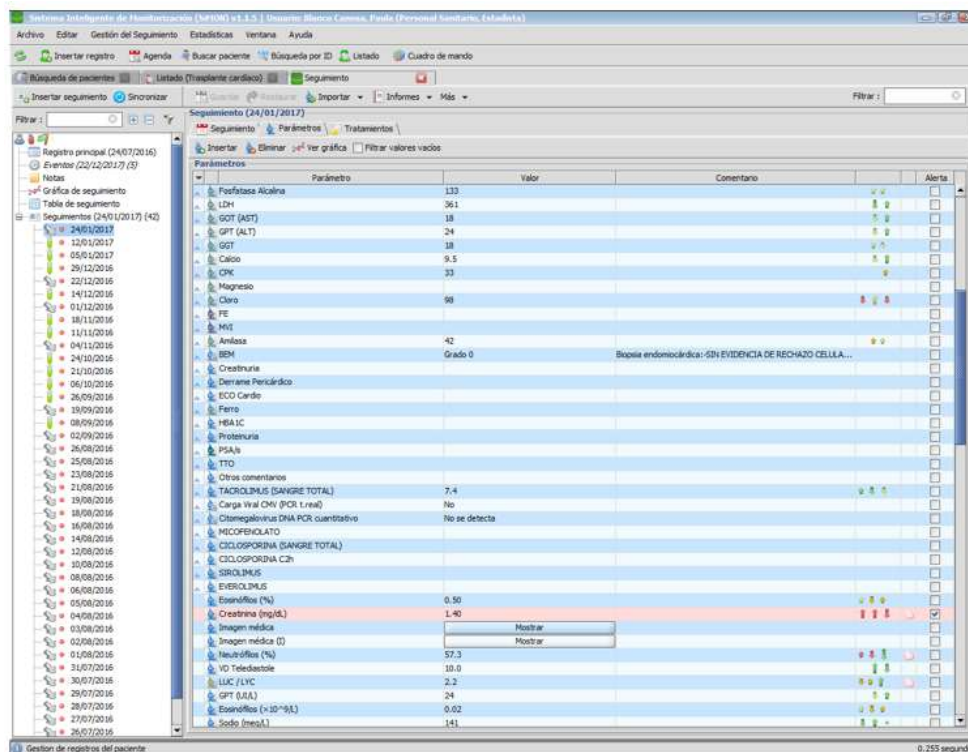 Sistema Inteligente de Monitorización (SiMON) v1.1.5 | Usuario: Blanco Canosa, Paula (Personal Sanitario, Estadista)
Archivo Editar Gestión del Seguimiento Estadísticas Ventana Ayuda
Insertar registro Agenda Buscar paciente Búsqueda por ID Listado Cuadro de mando
Búsqueda de pacientes Listado (Trasplante cardíaco) Seguimiento
Insertar seguimiento Sincronizar Guardar Restaurar Importar Informes Más Filtrar :
Filtrar :
Seguimiento (24/01/2017)
Seguimiento Parámetros Tratamientos
Insertar Eliminar Ver gráfica Filtrar valores vacíos
Parámetros
Parámetro Valor Comentario Alerta
Registro principal (24/07/2016)
Eventos (22/12/2017) (5)
Notas
Gráfica de seguimiento
Tabla de seguimiento
Seguimientos (24/01/2017) (42)
24/01/2017
12/01/2017
05/01/2017
29/12/2016
22/12/2016
14/12/2016
01/12/2016
18/11/2016
11/11/2016
04/11/2016
24/10/2016
21/10/2016
06/10/2016
26/09/2016
19/09/2016
08/09/2016
02/09/2016
26/08/2016
25/08/2016
23/08/2016
21/08/2016
19/08/2016
18/08/2016
16/08/2016
14/08/2016
12/08/2016
10/08/2016
08/08/2016
06/08/2016
05/08/2016
04/08/2016
03/08/2016
02/08/2016
01/08/2016
31/07/2016
30/07/2016
29/07/2016
28/07/2016
27/07/2016
26/07/2016
Fosfatasa Alcalina 133
LDH 361
GOT (AST) 18
GPT (ALT) 24
GGT 18
Calcio 9.5
CPK 33
Magnesio
Cloro 98
FE
MVI
Amilasa 42
BEM Grado 0 Biopsia endomiocárdica:-SIN EVIDENCIA DE RECHAZO CELULA...
Creatinuria
Derrame Pericárdico
ECO Cardio
Ferro
HBA1C
Proteinuria
PSA/s
TTO
Otros comentarios
TACROLIMUS (SANGRE TOTAL) 7.4
Carga Viral CMV (PCR t.real) No
Citomegalovirus DNA PCR cuantitativo No se detecta
MICOFENOLATO
CICLOSPORINA (SANGRE TOTAL)
CICLOSPORINA C2h
SIROLIMUS
EVEROLIMUS
Eosinófilos (%) 0.50
Creatinina (mg/dL) 1.40
Imagen médica Mostrar
Imagen médica (I) Mostrar
Neutrófilos (%) 57.3
VD Telediastole 10.0
LUC / LYC 2.2
GPT (UI/L) 24
Eosinófilos (×10^9/L) 0.02
Sodio (meq/L) 141
Gestion de registros del paciente 0.255 segund